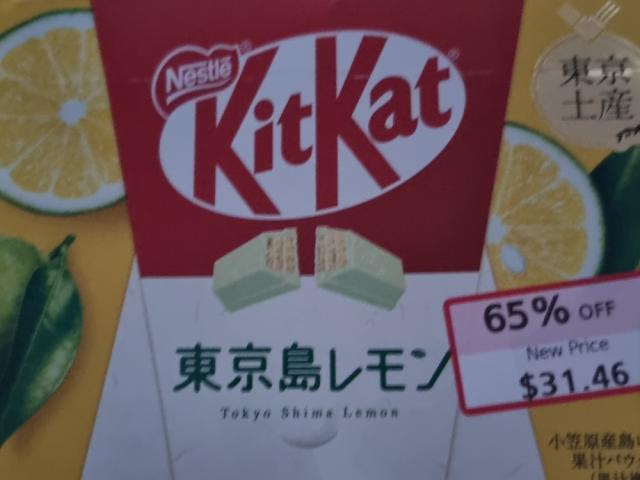 Nestlé
KitKat
東京
土産
東京島レモン
Tokyo Shima Lemon
65% OFF
New Price
$31.46
小笠原産島
果汁パウ